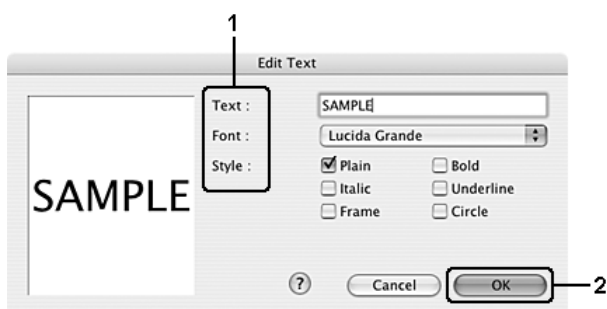 1
Edit Text
Text : SAMPLE
Font : Lucida Grande
Style : Plain Bold
Italic Underline
Frame Circle
SAMPLE
? Cancel OK 2